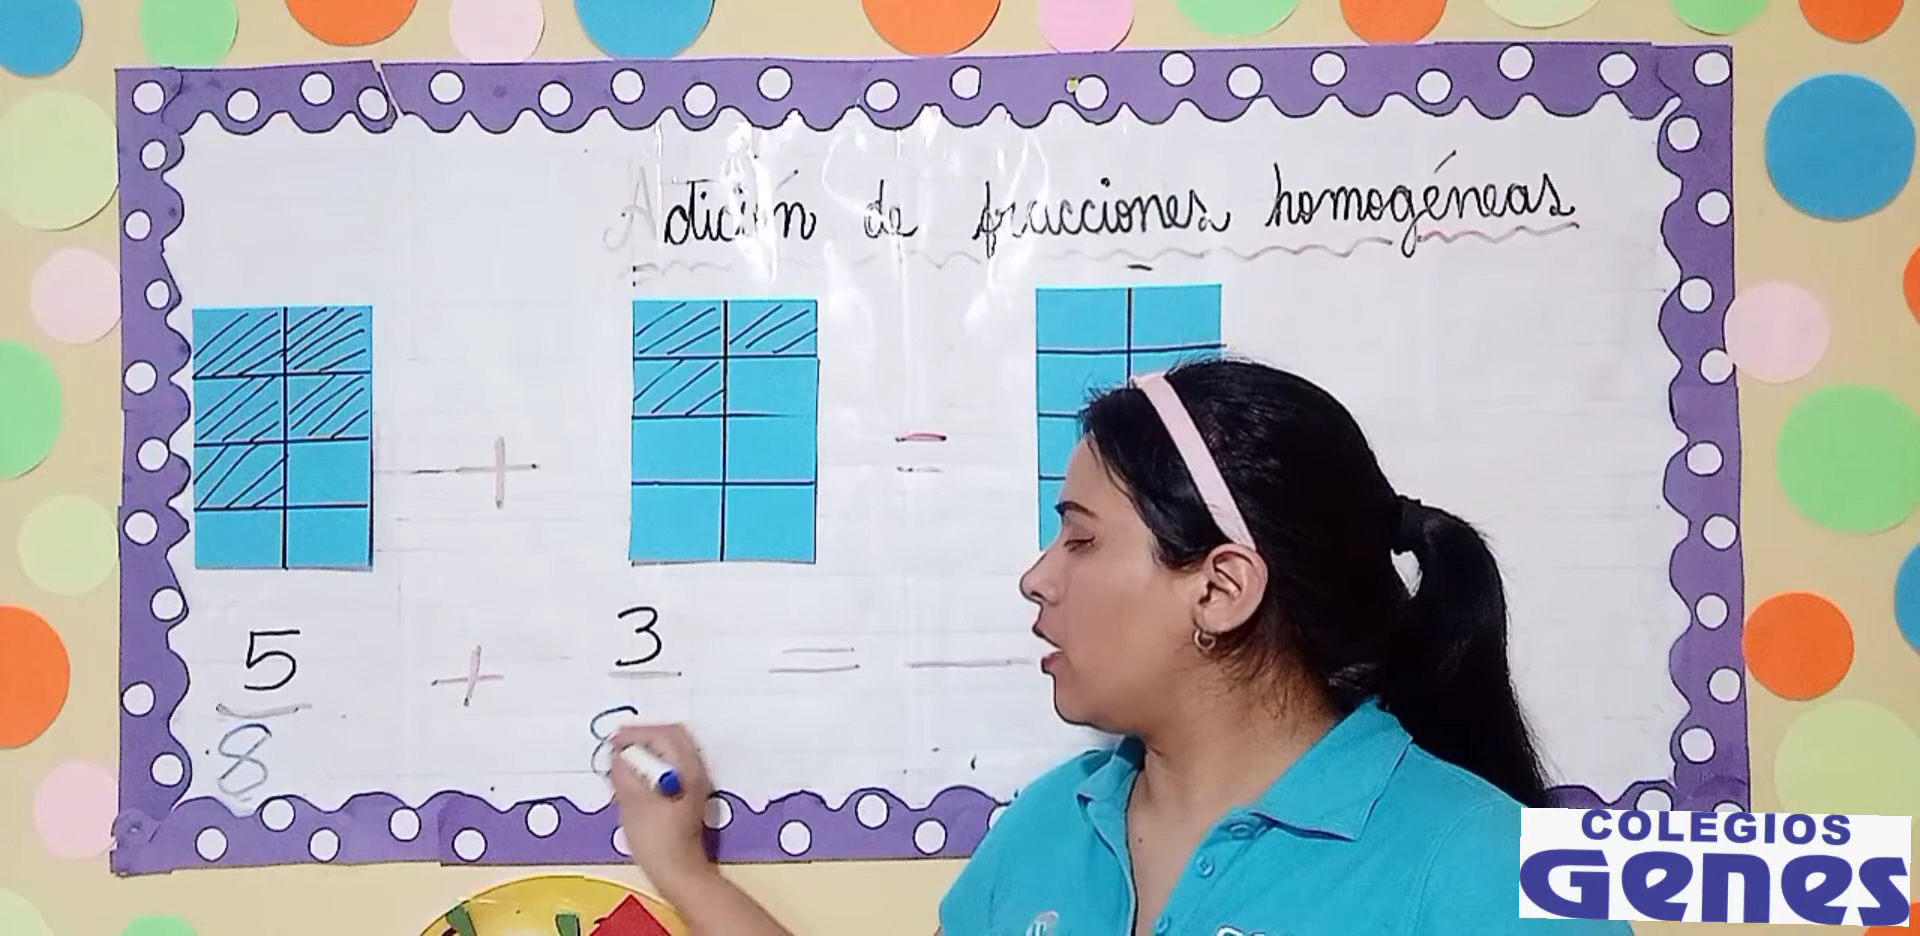 Adición de fracciones homogéneas
+ =
5 + 3 = 
8 8
COLEGIOS
Genes